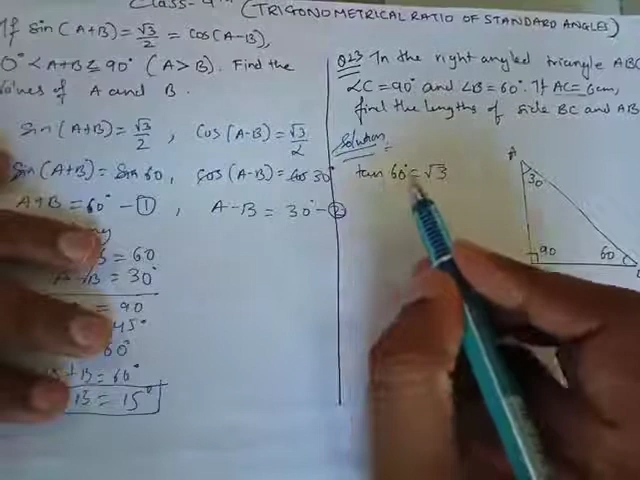 Class-9th (TRIGONOMETRICAL RATIO OF STANDARD ANGLES)
If sin(A+B) = √3/2 = cos(A-B),
0° < A+B ≤ 90° (A > B). Find the
values of A and B.
sin(A+B) = √3/2 , cos(A-B) = √3/2
sin(A+B) = sin 60 , cos(A-B) = cos 30°
A+B = 60° - ① , A-B = 30° - ②
= 60
= 30°
= 90
45°
60°
+B = 60°
B = 15°
Q23 In the right angled triangle ABC
∠C = 90° and ∠B = 60°. If AC = 6cm,
find the lengths of side BC and AB
Solution
tan 60° = √3
A
30
90
60